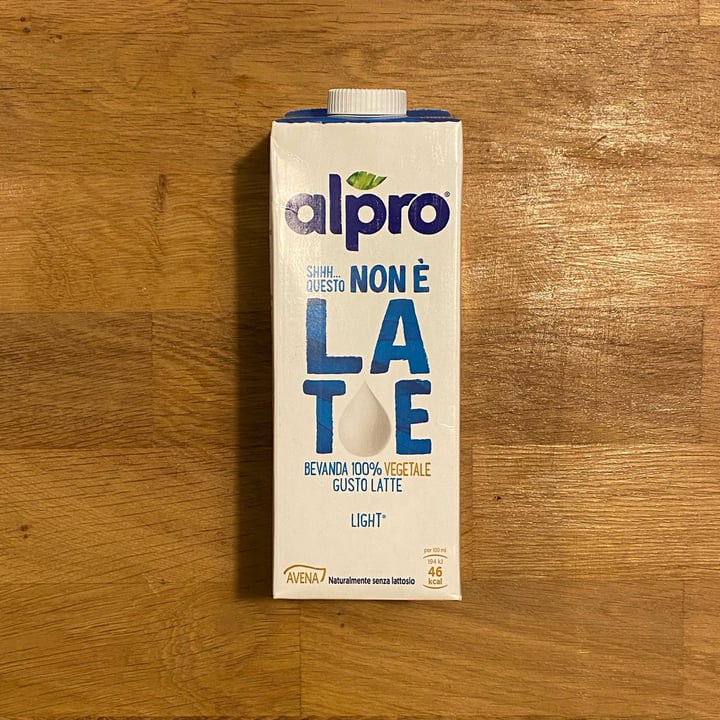 alpro®
SHHH...
QUESTO NON È
LA
T E
BEVANDA 100% VEGETALE
GUSTO LATTE
LIGHT*
AVENA Naturalmente senza lattosio
per 100 ml
194 kJ
46
kcal